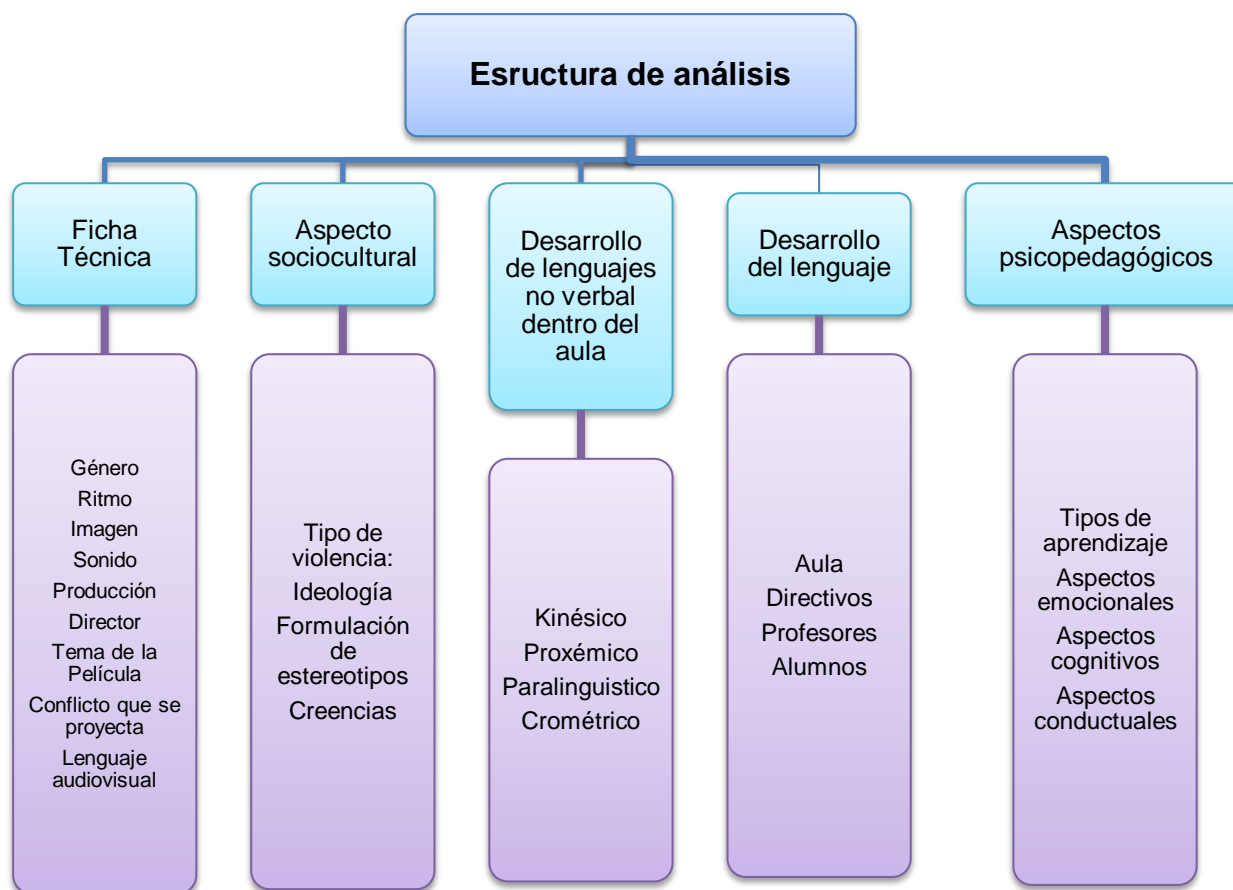 Esructura de análisis
Ficha
Técnica
Aspecto
sociocultural
Desarrollo
de lenguajes
no verbal
dentro del
aula
Desarrollo
del lenguaje
Aspectos
psicopedagógicos
Género
Ritmo
Imagen
Sonido
Producción
Director
Tema de la
Película
Conflicto que se
proyecta
Lenguaje
audiovisual
Tipo de
violencia:
Ideología
Formulación
de
estereotipos
Creencias
Kinésico
Proxémico
Paralinguistico
Crométrico
Aula
Directivos
Profesores
Alumnos
Tipos de
aprendizaje
Aspectos
emocionales
Aspectos
cognitivos
Aspectos
conductuales